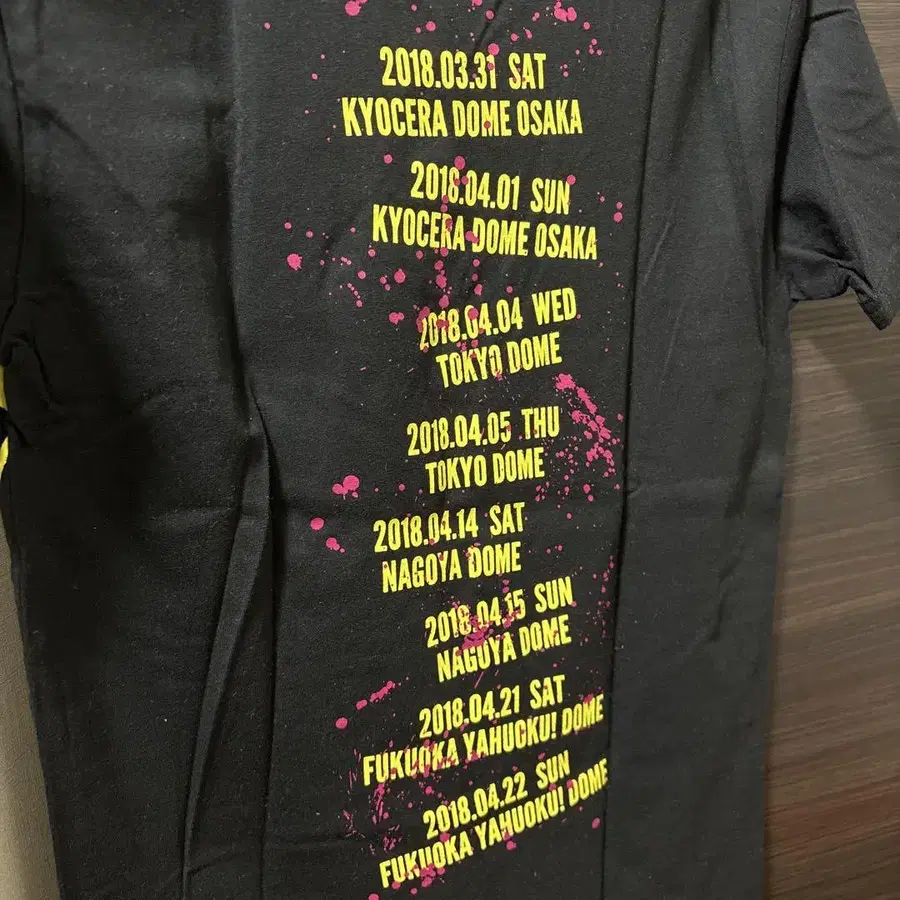 2018.03.31 SAT
KYOCERA DOME OSAKA
2018.04.01 SUN
KYOCERA DOME OSAKA
2018.04.04 WED
TOKYO DOME
2018.04.05 THU
TOKYO DOME
2018.04.14 SAT
NAGOYA DOME
2018.04.15 SUN
NAGOYA DOME
2018.04.21 SAT
FUKUOKA YAHUOKU! DOME
2018.04.22 SUN
FUKUOKA YAHUOKU! DOME